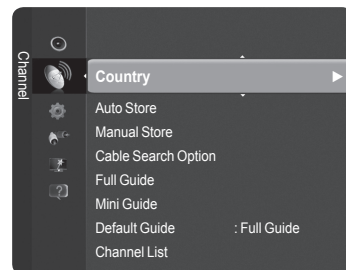 Channel
Country
Auto Store
Manual Store
Cable Search Option
Full Guide
Mini Guide
Default Guide : Full Guide
Channel List